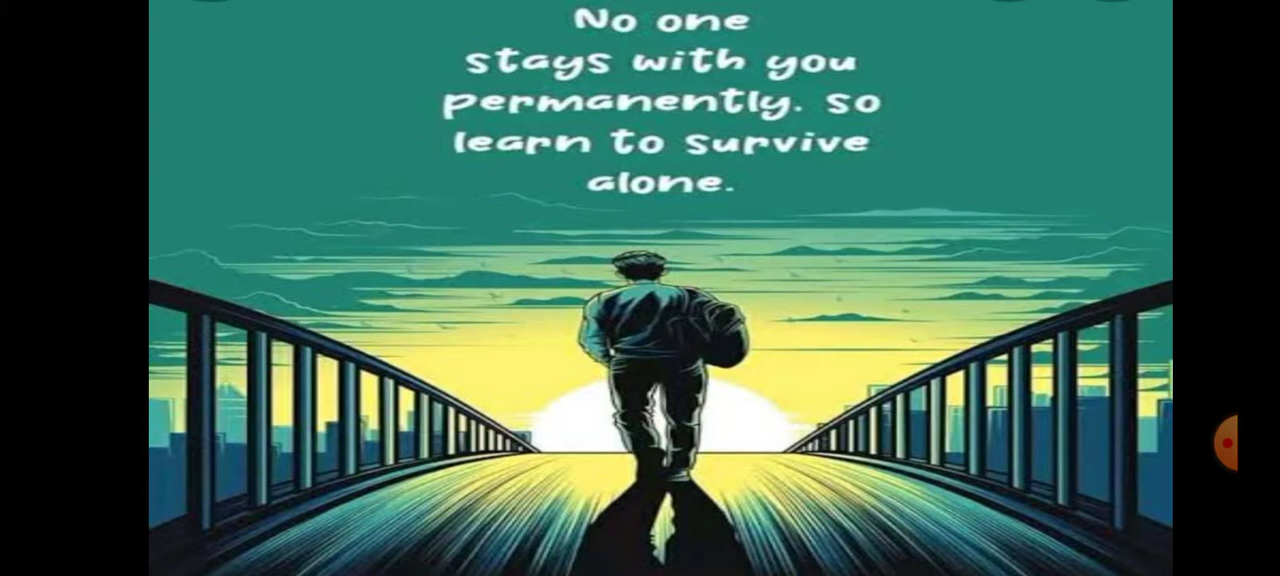 No one
stays with you
permanently. so
learn to survive
alone.